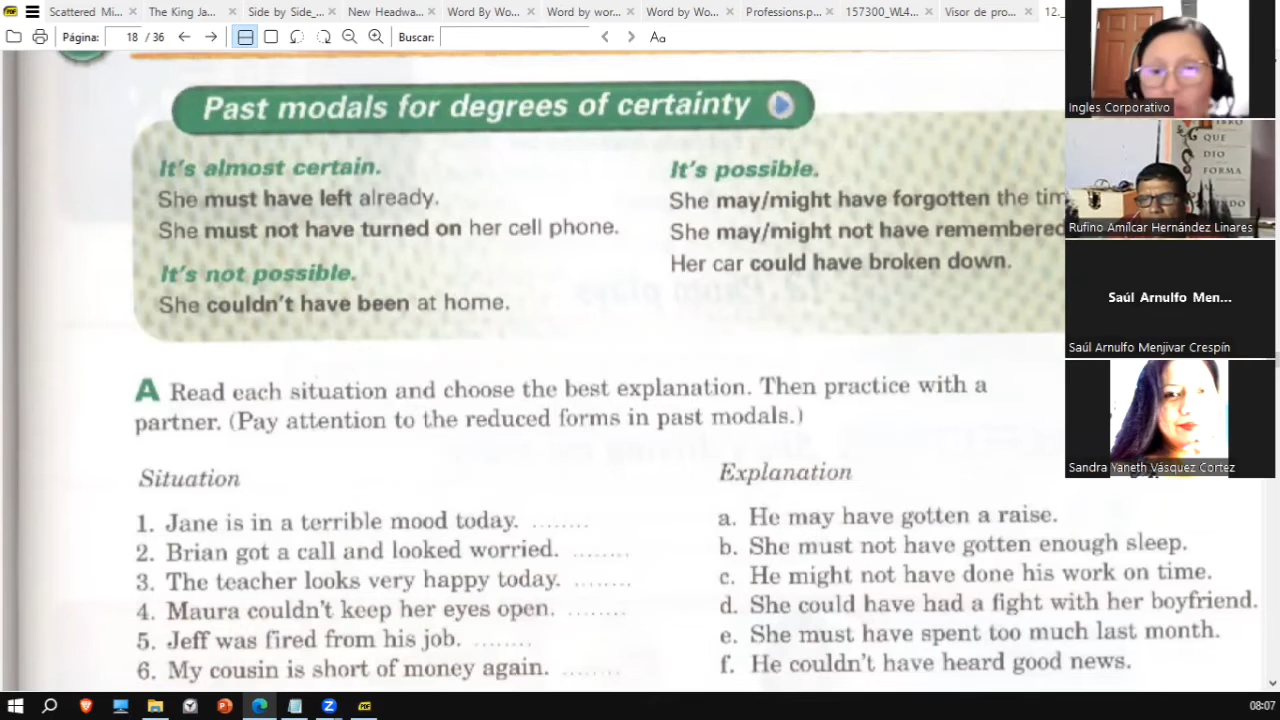 Scattered Mi...
The King Ja...
Side by Side_...
New Headwa...
Word By Wo...
Word by wor...
Word by Wo...
Professions.p...
157300_WL4...
Visor de pro...
12._
Página:
18 / 36
Buscar:
Aa
Past modals for degrees of certainty
It's almost certain.
She must have left already.
She must not have turned on her cell phone.
It's not possible.
She couldn't have been at home.
It's possible.
She may/might have forgotten the tim
She may/might not have remembered
Her car could have broken down.
A Read each situation and choose the best explanation. Then practice with a
partner. (Pay attention to the reduced forms in past modals.)
Situation
1. Jane is in a terrible mood today. ........
2. Brian got a call and looked worried. ........
3. The teacher looks very happy today. ........
4. Maura couldn't keep her eyes open. ........
5. Jeff was fired from his job. ........
6. My cousin is short of money again. ........
Explanation
a. He may have gotten a raise.
b. She must not have gotten enough sleep.
c. He might not have done his work on time.
d. She could have had a fight with her boyfriend.
e. She must have spent too much last month.
f. He couldn't have heard good news.
Ingles Corporativo
QUE
DIO
FORMA
Rufino Amílcar Hernández Linares
Saúl Arnulfo Men...
Saúl Arnulfo Menjivar Crespín
Sandra Yaneth Vásquez Cortez
08:07